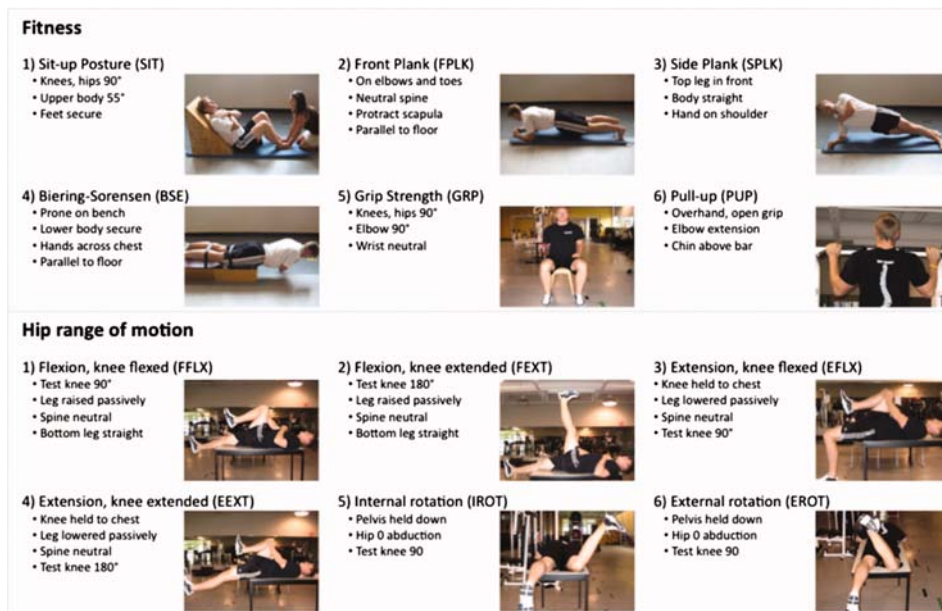 Fitness
1) Sit-up Posture (SIT)
• Knees, hips 90°
• Upper body 55°
• Feet secure
2) Front Plank (FPLK)
• On elbows and toes
• Neutral spine
• Protract scapula
• Parallel to floor
3) Side Plank (SPLK)
• Top leg in front
• Body straight
• Hand on shoulder
4) Biering-Sorensen (BSE)
• Prone on bench
• Lower body secure
• Hands across chest
• Parallel to floor
5) Grip Strength (GRP)
• Knees, hips 90°
• Elbow 90°
• Wrist neutral
6) Pull-up (PUP)
• Overhand, open grip
• Elbow extension
• Chin above bar
Hip range of motion
1) Flexion, knee flexed (FFLX)
• Test knee 90°
• Leg raised passively
• Spine neutral
• Bottom leg straight
2) Flexion, knee extended (FEXT)
• Test knee 180°
• Leg raised passively
• Spine neutral
• Bottom leg straight
3) Extension, knee flexed (EFLX)
• Knee held to chest
• Leg lowered passively
• Spine neutral
• Test knee 90°
4) Extension, knee extended (EEXT)
• Knee held to chest
• Leg lowered passively
• Spine neutral
• Test knee 180°
5) Internal rotation (IROT)
• Pelvis held down
• Hip 0 abduction
• Test knee 90
6) External rotation (EROT)
• Pelvis held down
• Hip 0 abduction
• Test knee 90